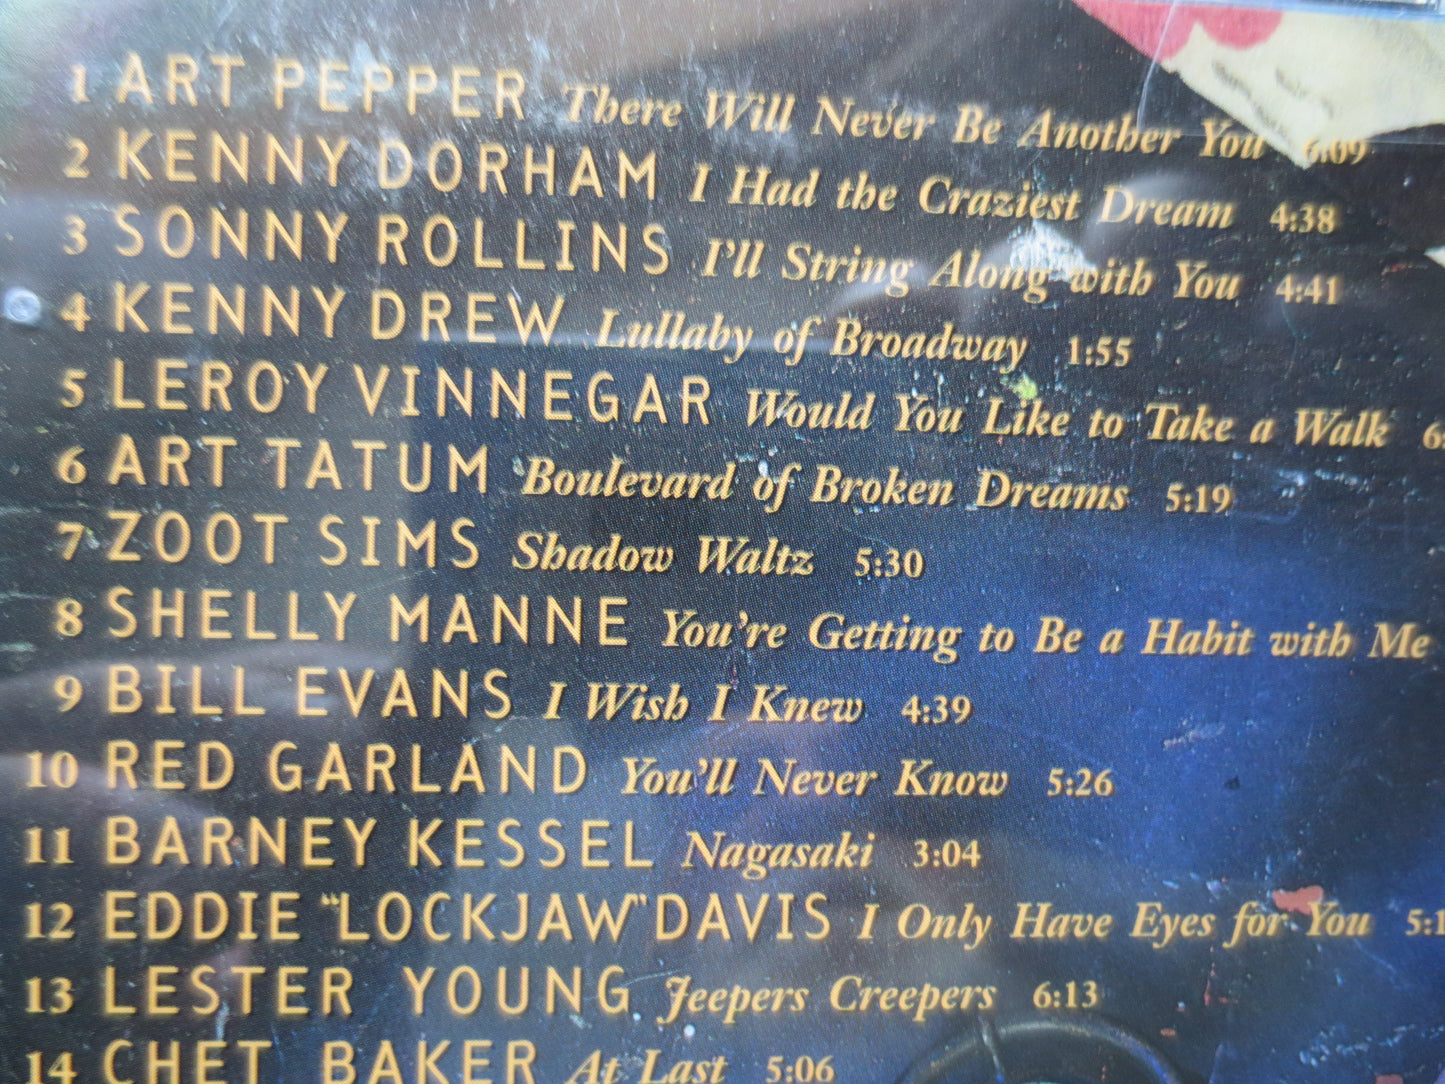 1 ART PEPPER There Will Never Be Another You 6:09
2 KENNY DORHAM I Had the Craziest Dream 4:38
3 SONNY ROLLINS I'll String Along with You 4:41
4 KENNY DREW Lullaby of Broadway 1:55
5 LEROY VINNEGAR Would You Like to Take a Walk
6 ART TATUM Boulevard of Broken Dreams 5:19
7 ZOOT SIMS Shadow Waltz 5:30
8 SHELLY MANNE You're Getting to Be a Habit with Me
9 BILL EVANS I Wish I Knew 4:39
10 RED GARLAND You'll Never Know 5:26
11 BARNEY KESSEL Nagasaki 3:04
12 EDDIE "LOCKJAW" DAVIS I Only Have Eyes for You
13 LESTER YOUNG Jeepers Creepers 6:13
14 CHET BAKER At Last 5:06